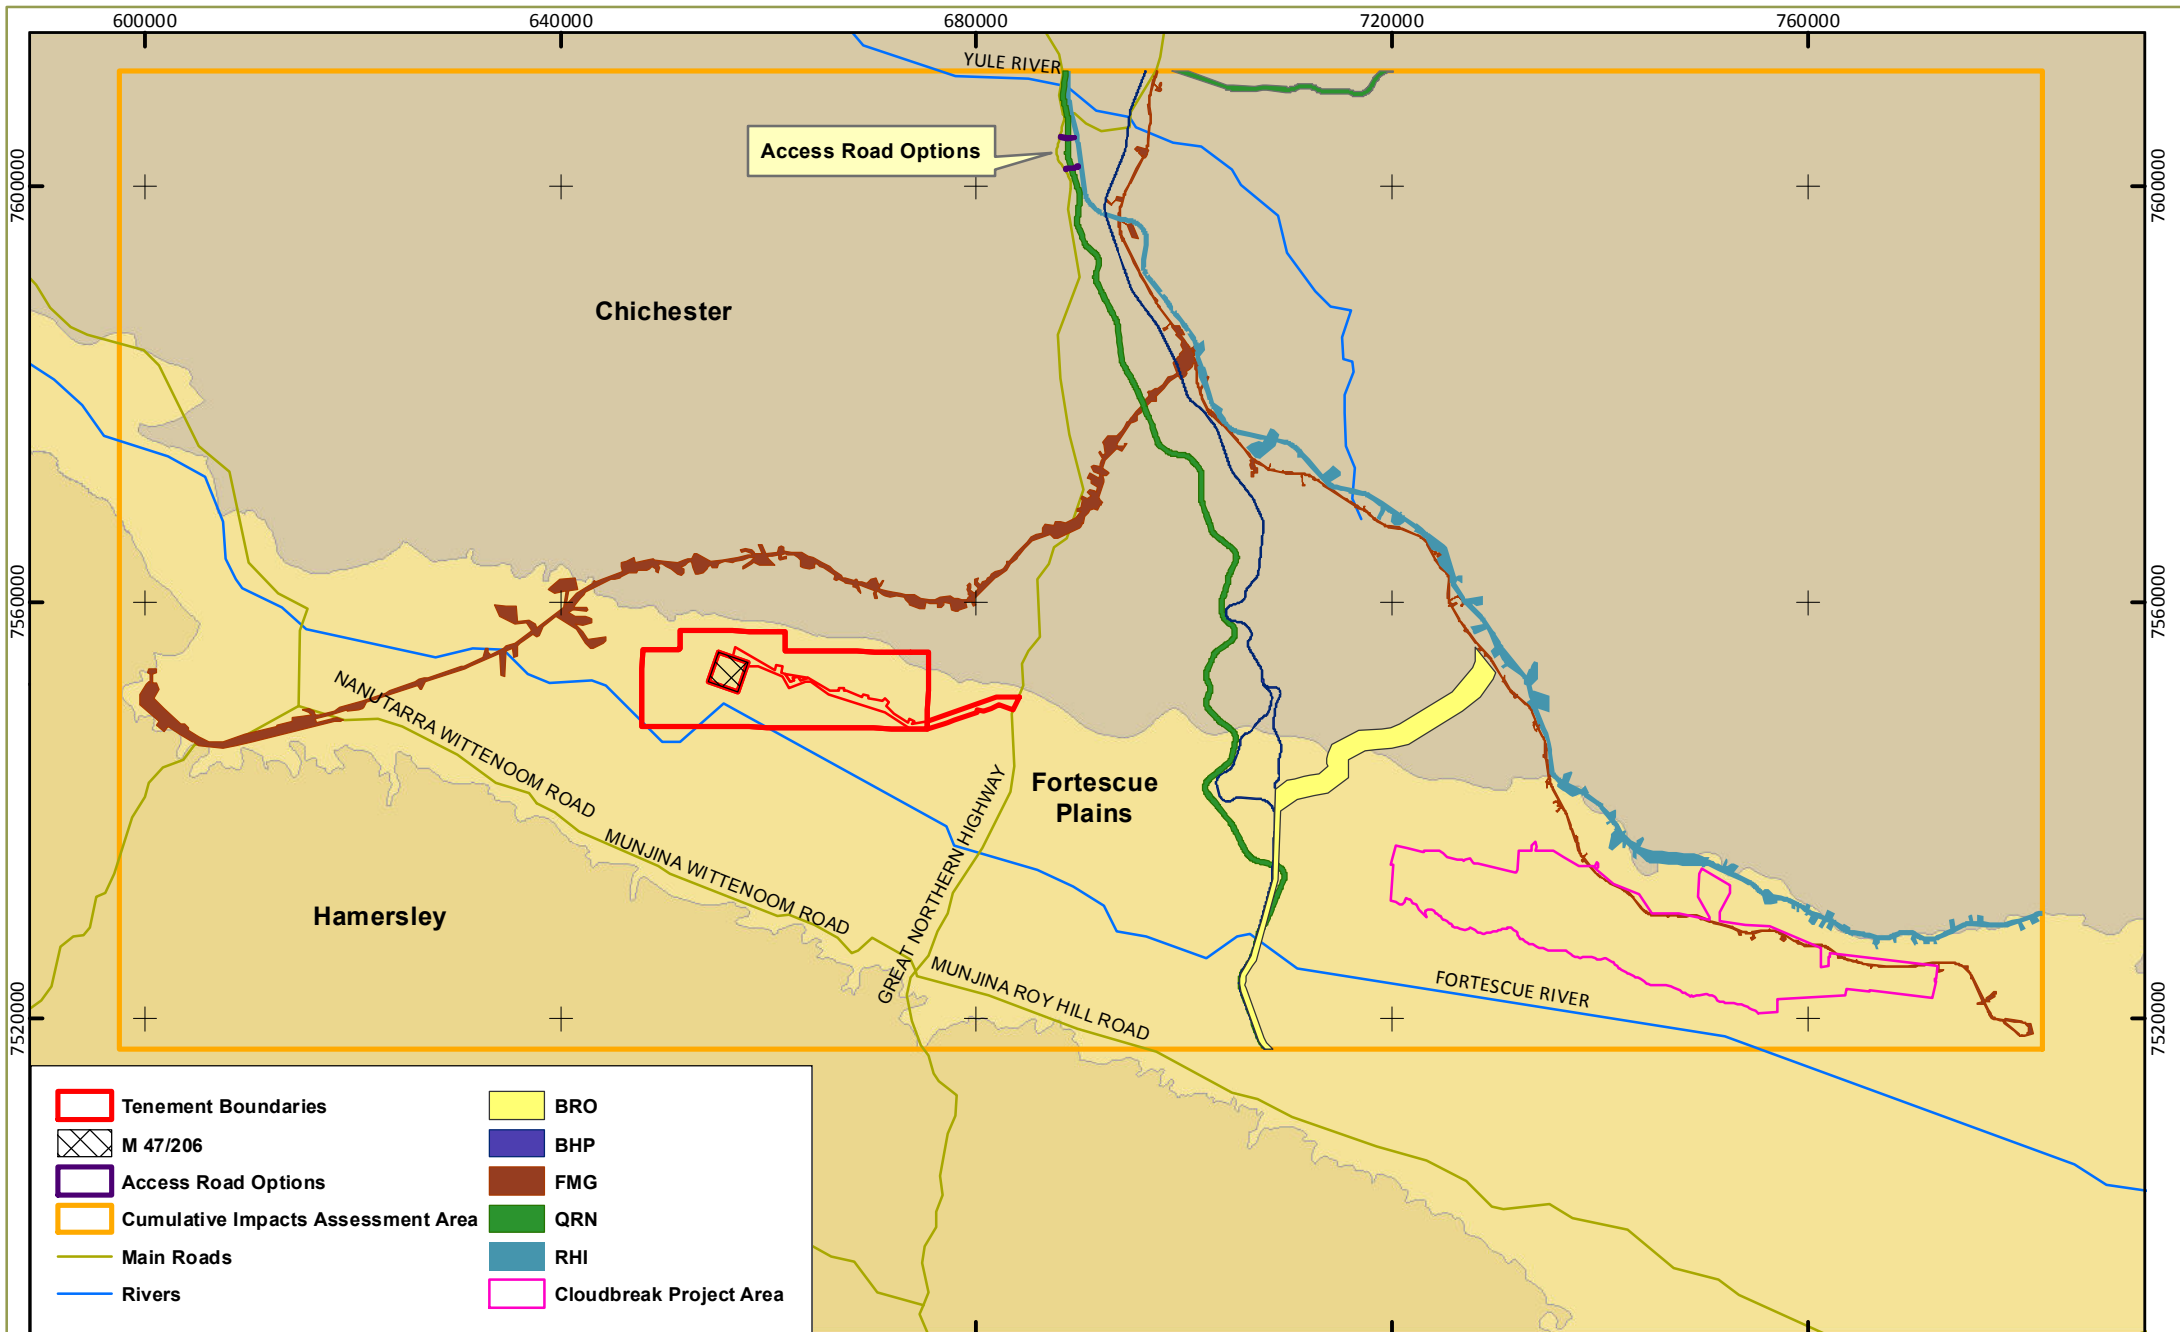 600000
640000
680000
720000
760000
YULE RIVER
Access Road Options
7600000
7600000
Chichester
7560000
7560000
NANUTARRA WITTENOOM ROAD
Fortescue
Plains
MUNJINA WITTENOOM ROAD
GREAT NORTHERN HIGHWAY
Hamersley
MUNJINA ROY HILL ROAD
FORTESCUE RIVER
7520000
7520000
Tenement Boundaries
M 47/206
Access Road Options
Cumulative Impacts Assessment Area
Main Roads
Rivers
BRO
BHP
FMG
QRN
RHI
Cloudbreak Project Area